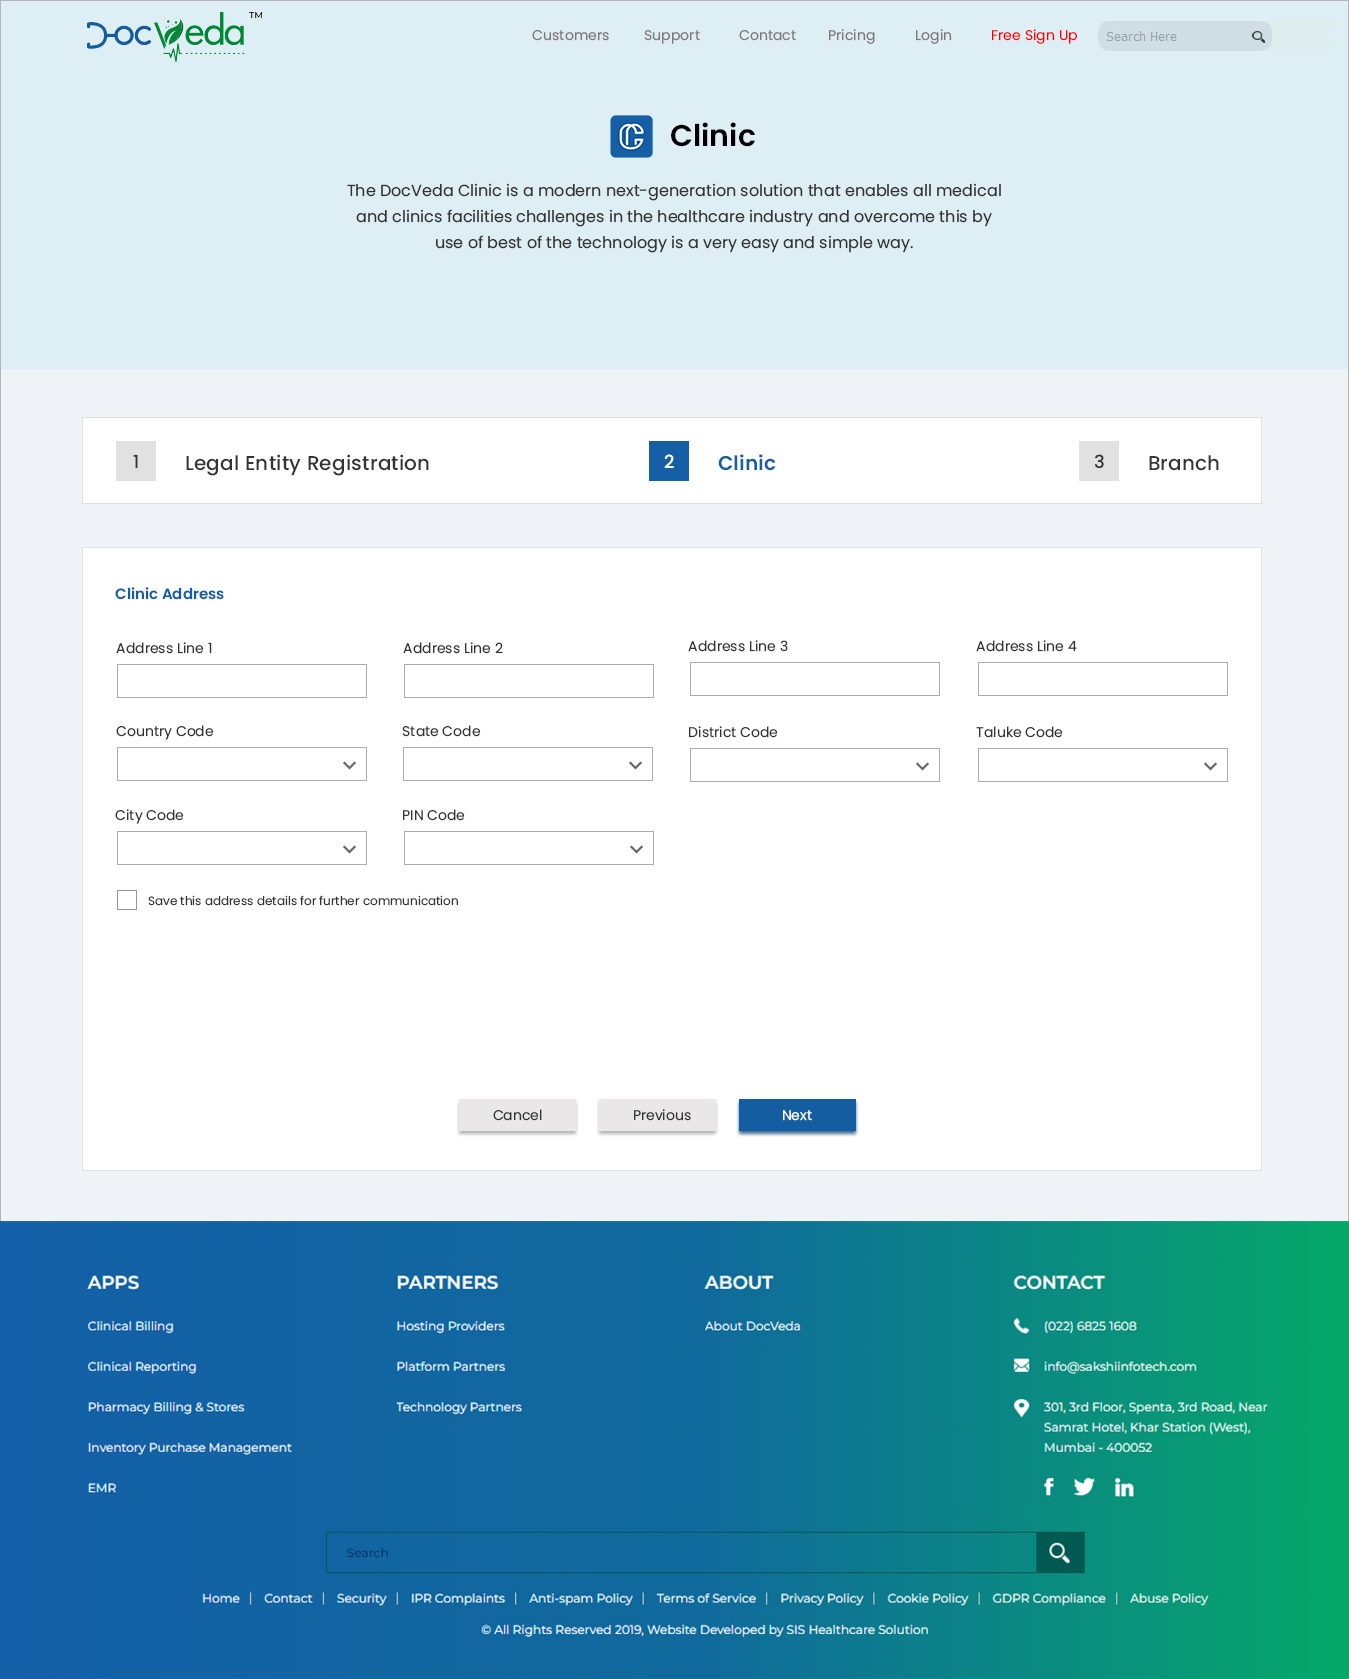 DocVeda TM
Customers Support Contact Pricing Login Free Sign Up Search Here
Clinic
The DocVeda Clinic is a modern next-generation solution that enables all medical
and clinics facilities challenges in the healthcare industry and overcome this by
use of best of the technology is a very easy and simple way.
1 Legal Entity Registration 2 Clinic 3 Branch
Clinic Address
Address Line 1 Address Line 2 Address Line 3 Address Line 4
Country Code State Code District Code Taluke Code
City Code PIN Code
Save this address details for further communication
Cancel Previous Next
APPS PARTNERS ABOUT CONTACT
Clinical Billing Hosting Providers About DocVeda (022) 6825 1608
Clinical Reporting Platform Partners info@sakshiinfotech.com
Pharmacy Billing & Stores Technology Partners 301, 3rd Floor, Spenta, 3rd Road, Near
Samrat Hotel, Khar Station (West),
Inventory Purchase Management Mumbai - 400052
EMR
Search
Home | Contact | Security | IPR Complaints | Anti-spam Policy | Terms of Service | Privacy Policy | Cookie Policy | GDPR Compliance | Abuse Policy
© All Rights Reserved 2019, Website Developed by SIS Healthcare Solution